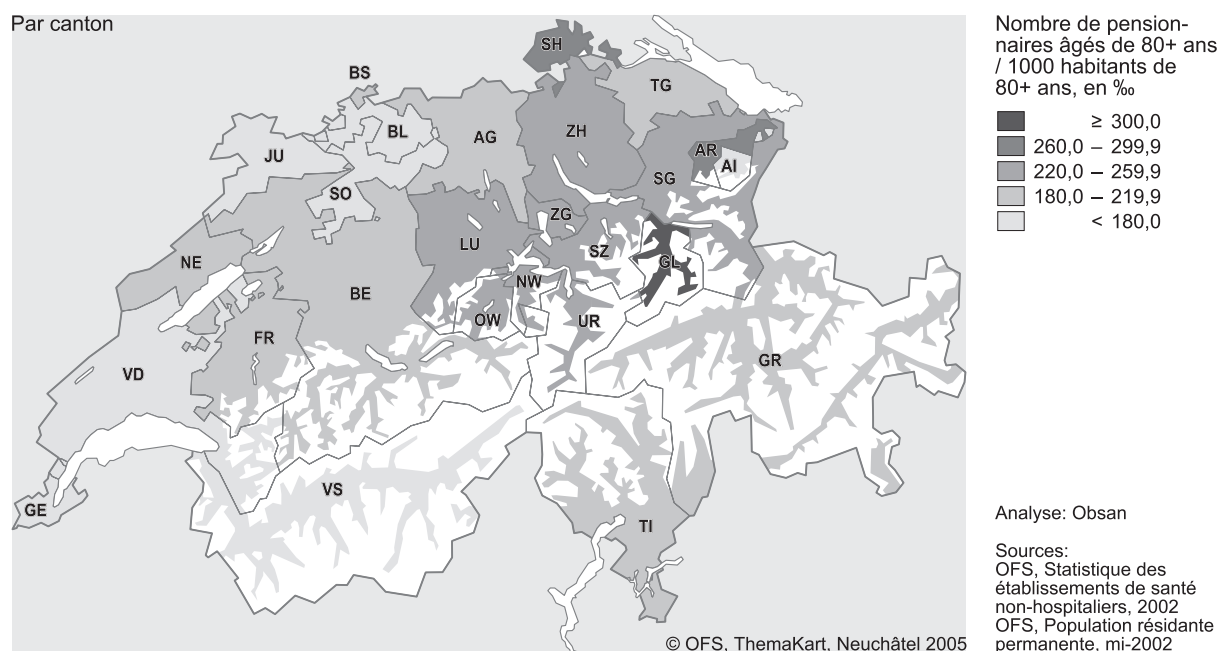 Par canton
SH
BS
TG
BL
AG
ZH
JU
AR
AI
SO
SG
ZG
LU
SZ
NE
GL
NW
BE
OW
UR
FR
GR
VD
VS
GE
TI
© OFS, ThemaKart, Neuchâtel 2005
Nombre de pension-
naires âgés de 80+ ans
/ 1000 habitants de
80+ ans, en ‰
≥ 300,0
260,0 – 299,9
220,0 – 259,9
180,0 – 219,9
< 180,0
Analyse: Obsan
Sources:
OFS, Statistique des
établissements de santé
non-hospitaliers, 2002
OFS, Population résidante
permanente, mi-2002